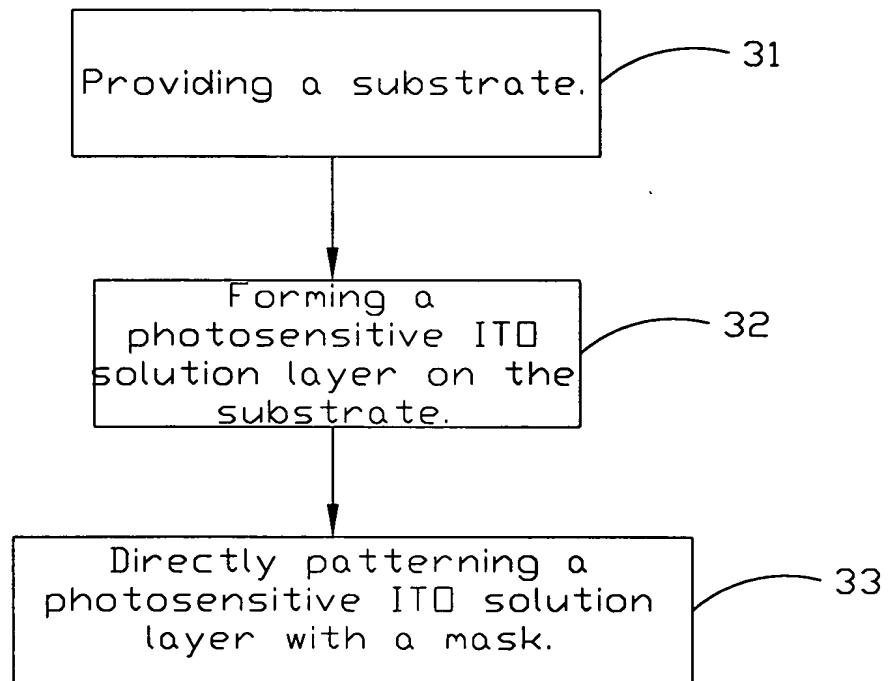 Providing a substrate.
31
Forming a
photosensitive ITO
solution layer on the
substrate.
32
Directly patterning a
photosensitive ITO solution
layer with a mask.
33